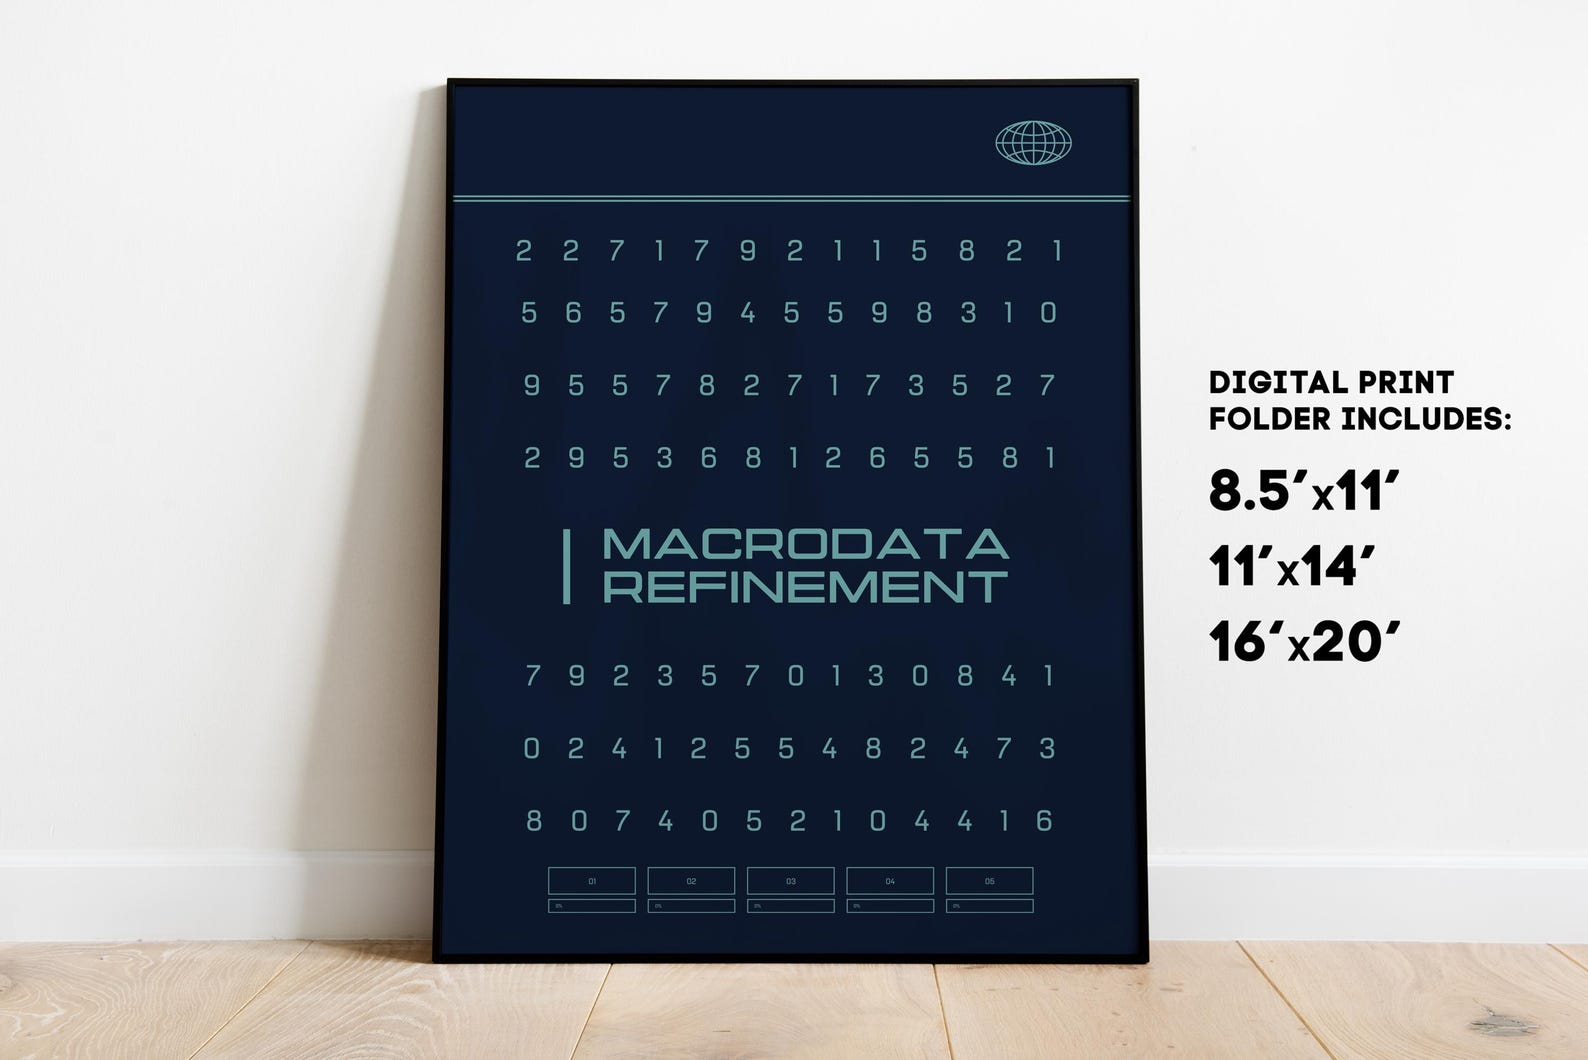 2 2 7 1 7 9 2 1 1 5 8 2 1
5 6 5 7 9 4 5 5 9 8 3 1 0
9 5 5 7 8 2 7 1 7 3 5 2 7
2 9 5 3 6 8 1 2 6 5 5 8 1
MACRODATA
REFINEMENT
7 9 2 3 5 7 0 1 3 0 8 4 1
0 2 4 1 2 5 5 4 8 2 4 7 3
8 0 7 4 0 5 2 1 0 4 4 1 6
01 02 03 04 05
0% 0% 0% 0% 0%
DIGITAL PRINT
FOLDER INCLUDES:
8.5'x11'
11'x14'
16'x20'